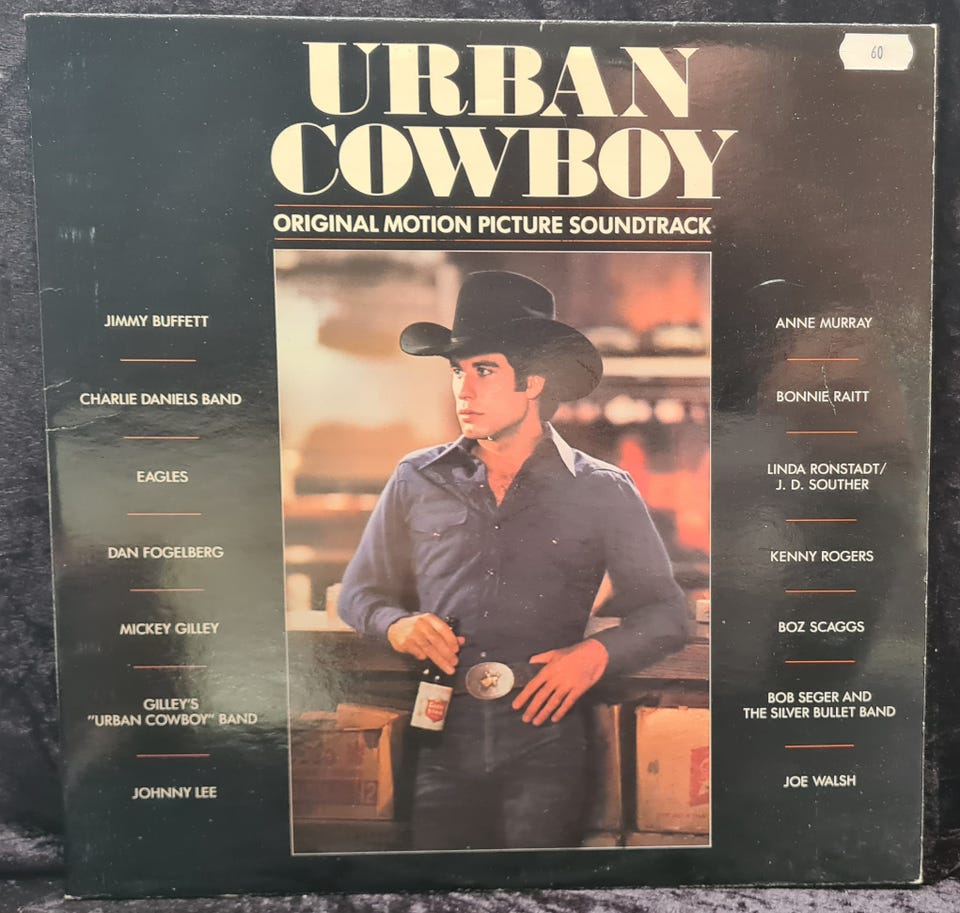 URBAN
COWBOY
ORIGINAL MOTION PICTURE SOUNDTRACK
60
JIMMY BUFFETT
CHARLIE DANIELS BAND
EAGLES
DAN FOGELBERG
MICKEY GILLEY
GILLEY'S
"URBAN COWBOY" BAND
JOHNNY LEE
ANNE MURRAY
BONNIE RAITT
LINDA RONSTADT/
J. D. SOUTHER
KENNY ROGERS
BOZ SCAGGS
BOB SEGER AND
THE SILVER BULLET BAND
JOE WALSH